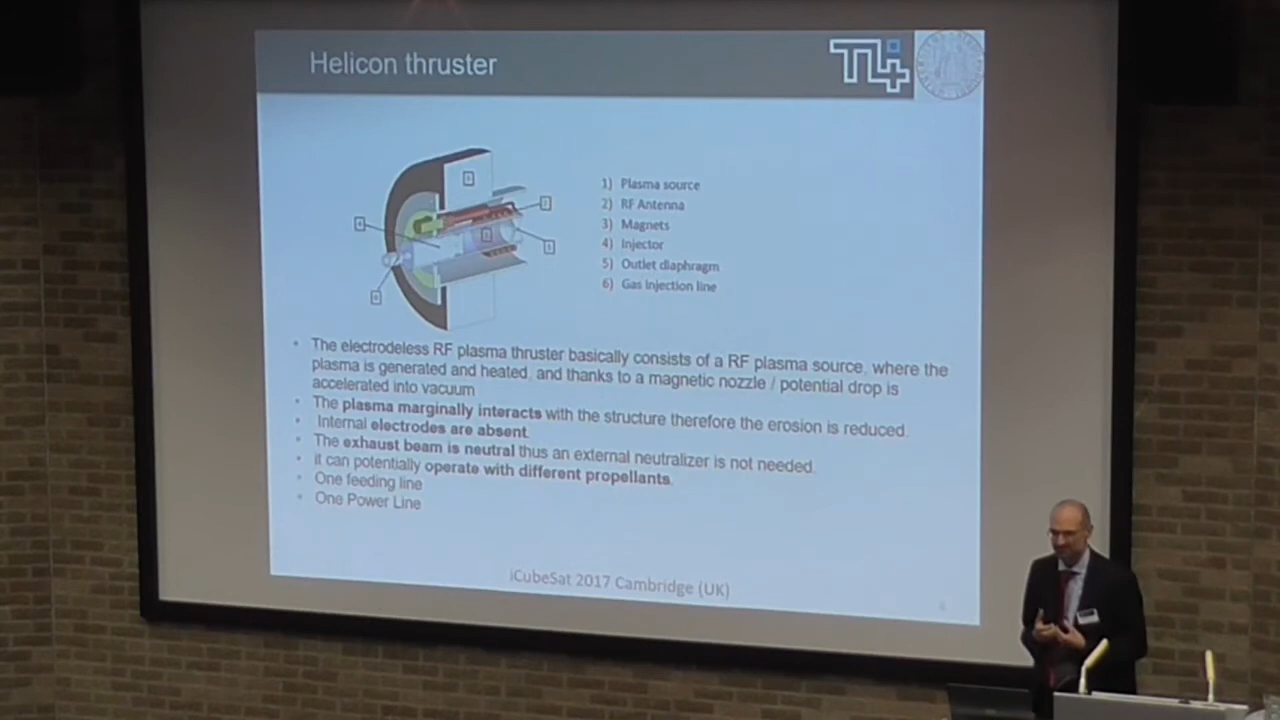 Helicon thruster
T4i
1) Plasma source
2) RF Antenna
3) Magnets
4) Injector
5) Outlet diaphragm
6) Gas injection line
• The electrodeless RF plasma thruster basically consists of a RF plasma source, where the
plasma is generated and heated, and thanks to a magnetic nozzle / potential drop is
accelerated into vacuum
• The plasma marginally interacts with the structure therefore the erosion is reduced.
• Internal electrodes are absent.
• The exhaust beam is neutral thus an external neutralizer is not needed.
• it can potentially operate with different propellants.
• One feeding line
• One Power Line
iCubeSat 2017 Cambridge (UK)